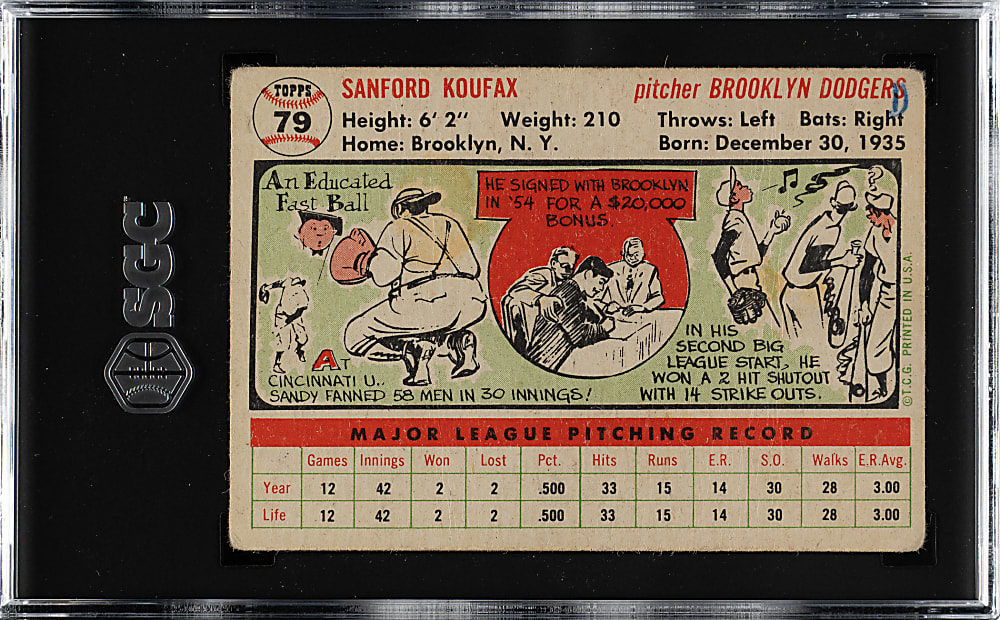 TOPPS
79
SANFORD KOUFAX
pitcher BROOKLYN DODGERS
Height: 6' 2" Weight: 210 Throws: Left Bats: Right
Home: Brooklyn, N. Y. Born: December 30, 1935
An Educated
Fast Ball
AT
CINCINNATI U..
SANDY FANNED 58 MEN IN 30 INNINGS!
HE SIGNED WITH BROOKLYN
IN '54 FOR A $20,000
BONUS.
IN HIS
SECOND BIG
LEAGUE START, HE
WON A 2 HIT SHUTOUT
WITH 14 STRIKE OUTS.
©T.C.G. PRINTED IN U.S.A.
MAJOR LEAGUE PITCHING RECORD
Games Innings Won Lost Pct. Hits Runs E.R. S.O. Walks E.R.Avg.
Year 12 42 2 2 .500 33 15 14 30 28 3.00
Life 12 42 2 2 .500 33 15 14 30 28 3.00
SGC